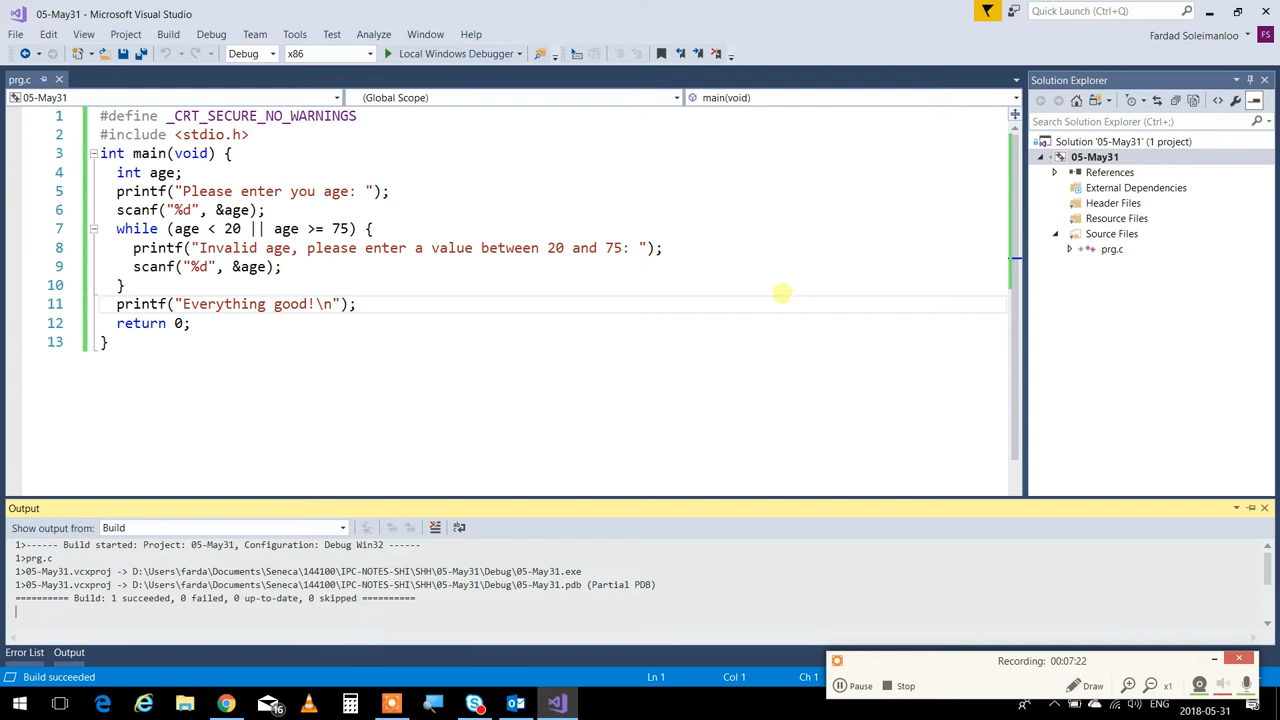 05-May31 - Microsoft Visual Studio
Quick Launch (Ctrl+Q)
File Edit View Project Build Debug Team Tools Test Analyze Window Help
Fardad Soleimanloo FS
Debug x86 Local Windows Debugger
prg.c
05-May31 (Global Scope) main(void)
1 #define _CRT_SECURE_NO_WARNINGS
2 #include <stdio.h>
3 int main(void) {
4 int age;
5 printf("Please enter you age: ");
6 scanf("%d", &age);
7 while (age < 20 || age >= 75) {
8 printf("Invalid age, please enter a value between 20 and 75: ");
9 scanf("%d", &age);
10 }
11 printf("Everything good!\n");
12 return 0;
13 }
Solution Explorer
Search Solution Explorer (Ctrl+;)
Solution '05-May31' (1 project)
05-May31
References
External Dependencies
Header Files
Resource Files
Source Files
prg.c
Output
Show output from: Build
1>------ Build started: Project: 05-May31, Configuration: Debug Win32 ------
1>prg.c
1>05-May31.vcxproj -> D:\Users\farda\Documents\Seneca\144100\IPC-NOTES-SHI\SHH\05-May31\Debug\05-May31.exe
1>05-May31.vcxproj -> D:\Users\farda\Documents\Seneca\144100\IPC-NOTES-SHI\SHH\05-May31\Debug\05-May31.pdb (Partial PDB)
========== Build: 1 succeeded, 0 failed, 0 up-to-date, 0 skipped ==========
Error List Output
Build succeeded Ln 1 Col 1 Ch 1
Recording: 00:07:22
Pause Stop Draw x1
16
ENG 2018-05-31